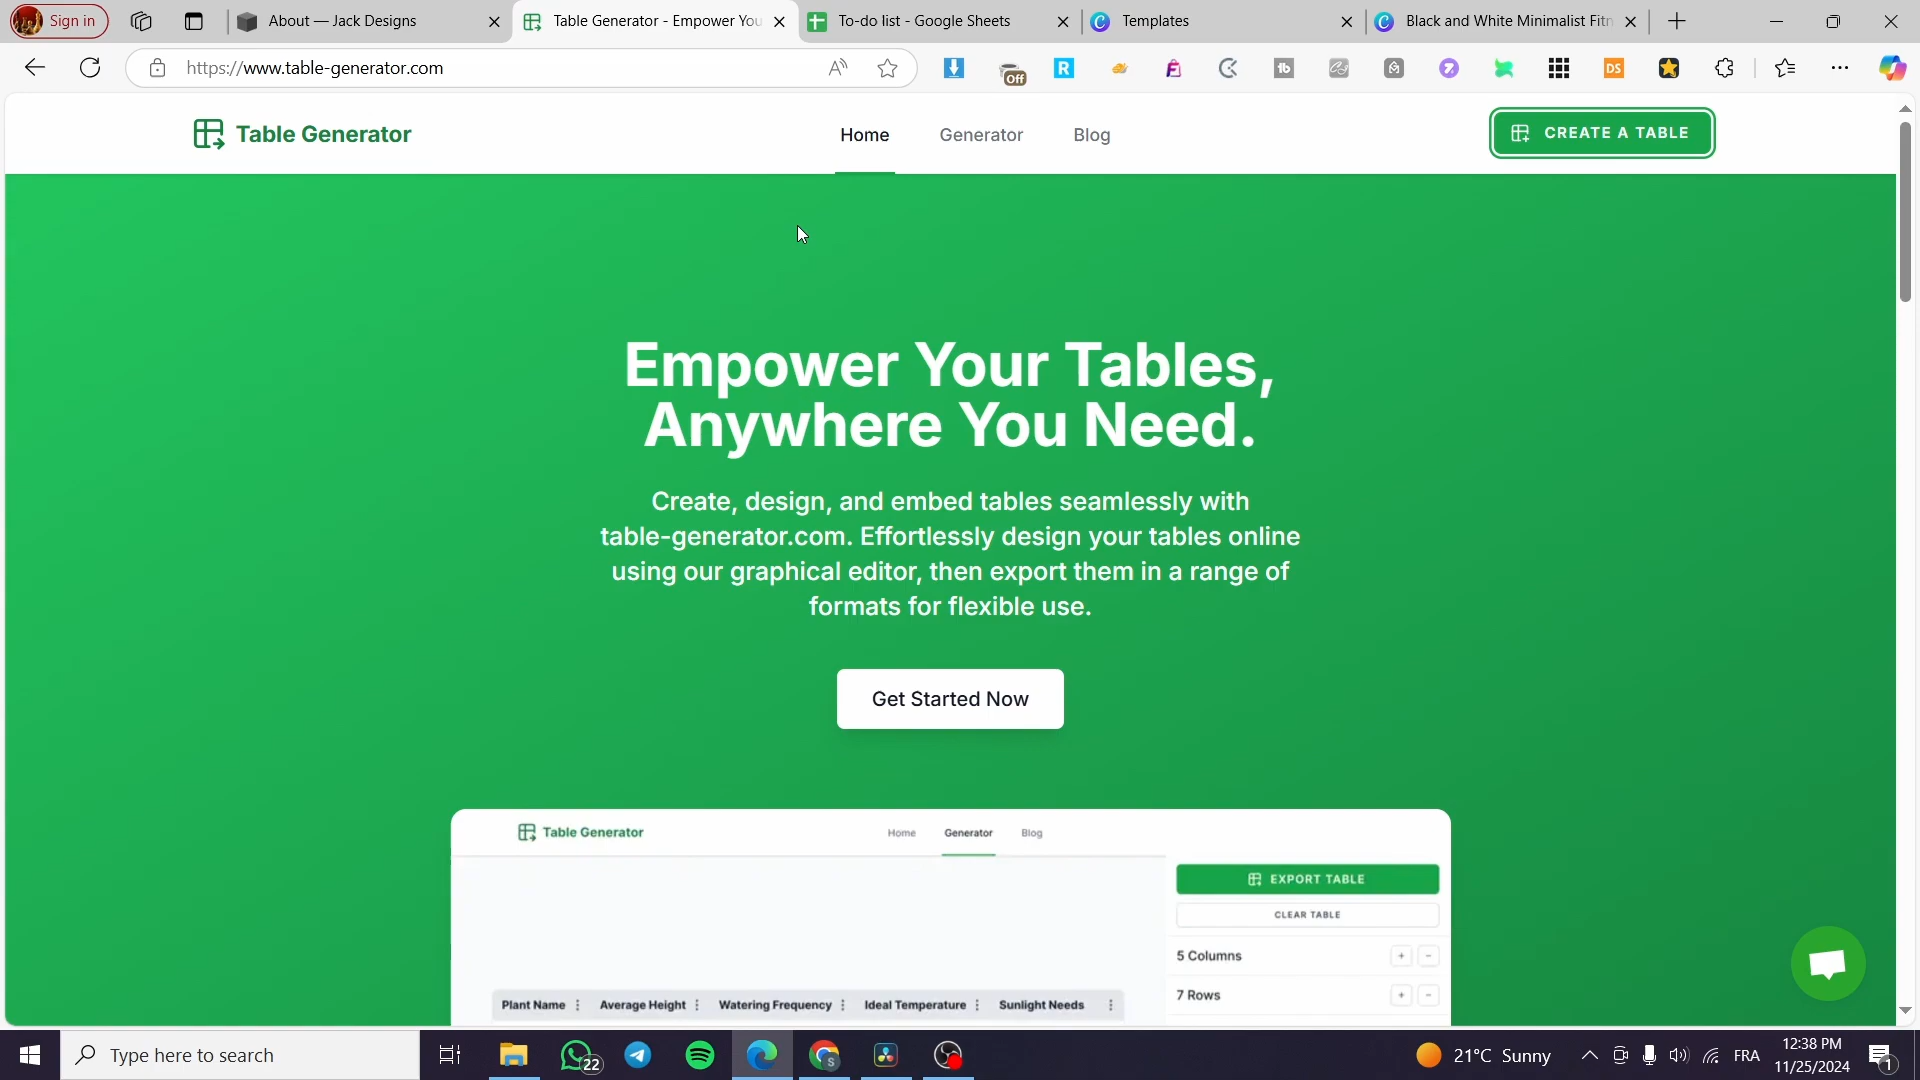 Sign in
About — Jack Designs
Table Generator - Empower You
To-do list - Google Sheets
Templates
Black and White Minimalist Fitn
https://www.table-generator.com
Off
Table Generator
Home
Generator
Blog
CREATE A TABLE
Empower Your Tables,
Anywhere You Need.
Create, design, and embed tables seamlessly with
table-generator.com. Effortlessly design your tables online
using our graphical editor, then export them in a range of
formats for flexible use.
Get Started Now
Table Generator
Home
Generator
Blog
EXPORT TABLE
CLEAR TABLE
5 Columns
7 Rows
Plant Name
Average Height
Watering Frequency
Ideal Temperature
Sunlight Needs
Type here to search
22
21°C Sunny
FRA
12:38 PM
11/25/2024
1